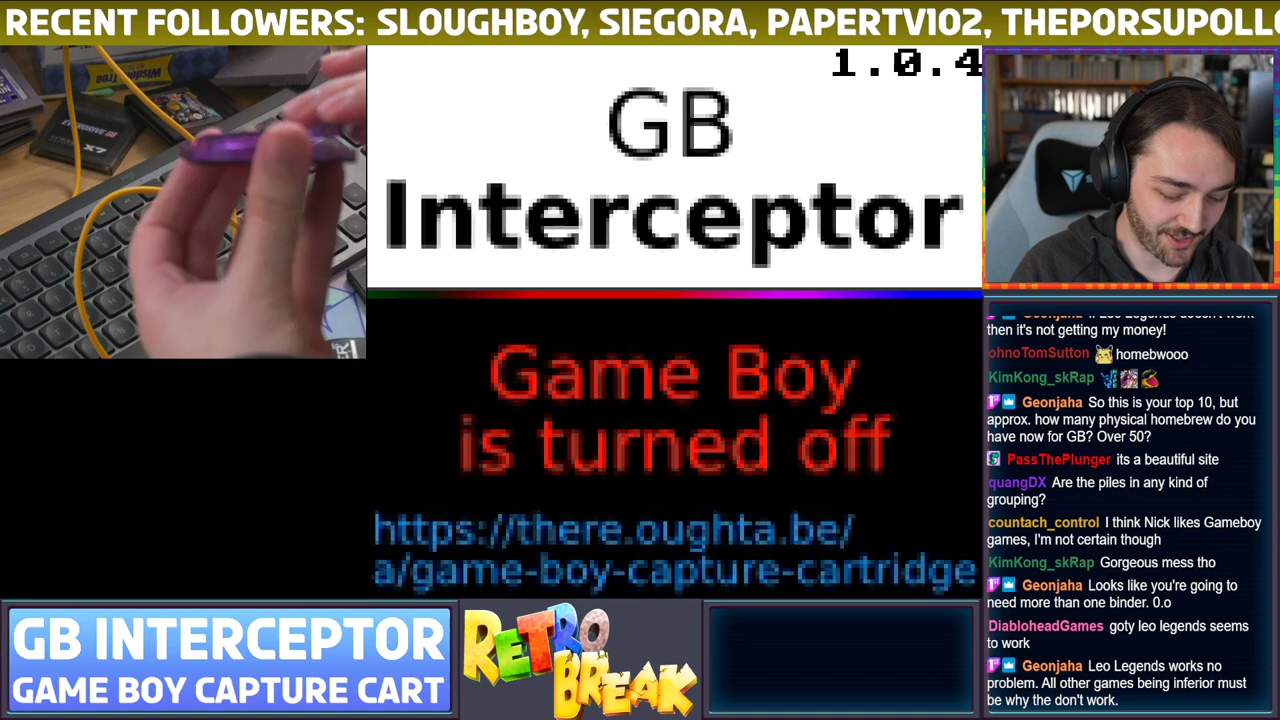 RECENT FOLLOWERS: SLOUGHBOY, SIEGORA, PAPERTV102, THEPORSUPOLL
1.0.4
GB
Interceptor
Game Boy
is turned off
https://there.oughta.be/
a/game-boy-capture-cartridge
then it's not getting my money!
ohnoTomSutton homebwooo
KimKong_skRap
Geonjaha So this is your top 10, but
approx. how many physical homebrew do you
have now for GB? Over 50?
PassThePlunger its a beautiful site
quangDX Are the piles in any kind of
grouping?
countach_control I think Nick likes Gameboy
games, I'm not certain though
KimKong_skRap Gorgeous mess tho
Geonjaha Looks like you're going to
need more than one binder. 0.o
DiabloheadGames goty leo legends seems
to work
Geonjaha Leo Legends works no
problem. All other games being inferior must
be why the don't work.
GB INTERCEPTOR
GAME BOY CAPTURE CART
RETRO
BREAK